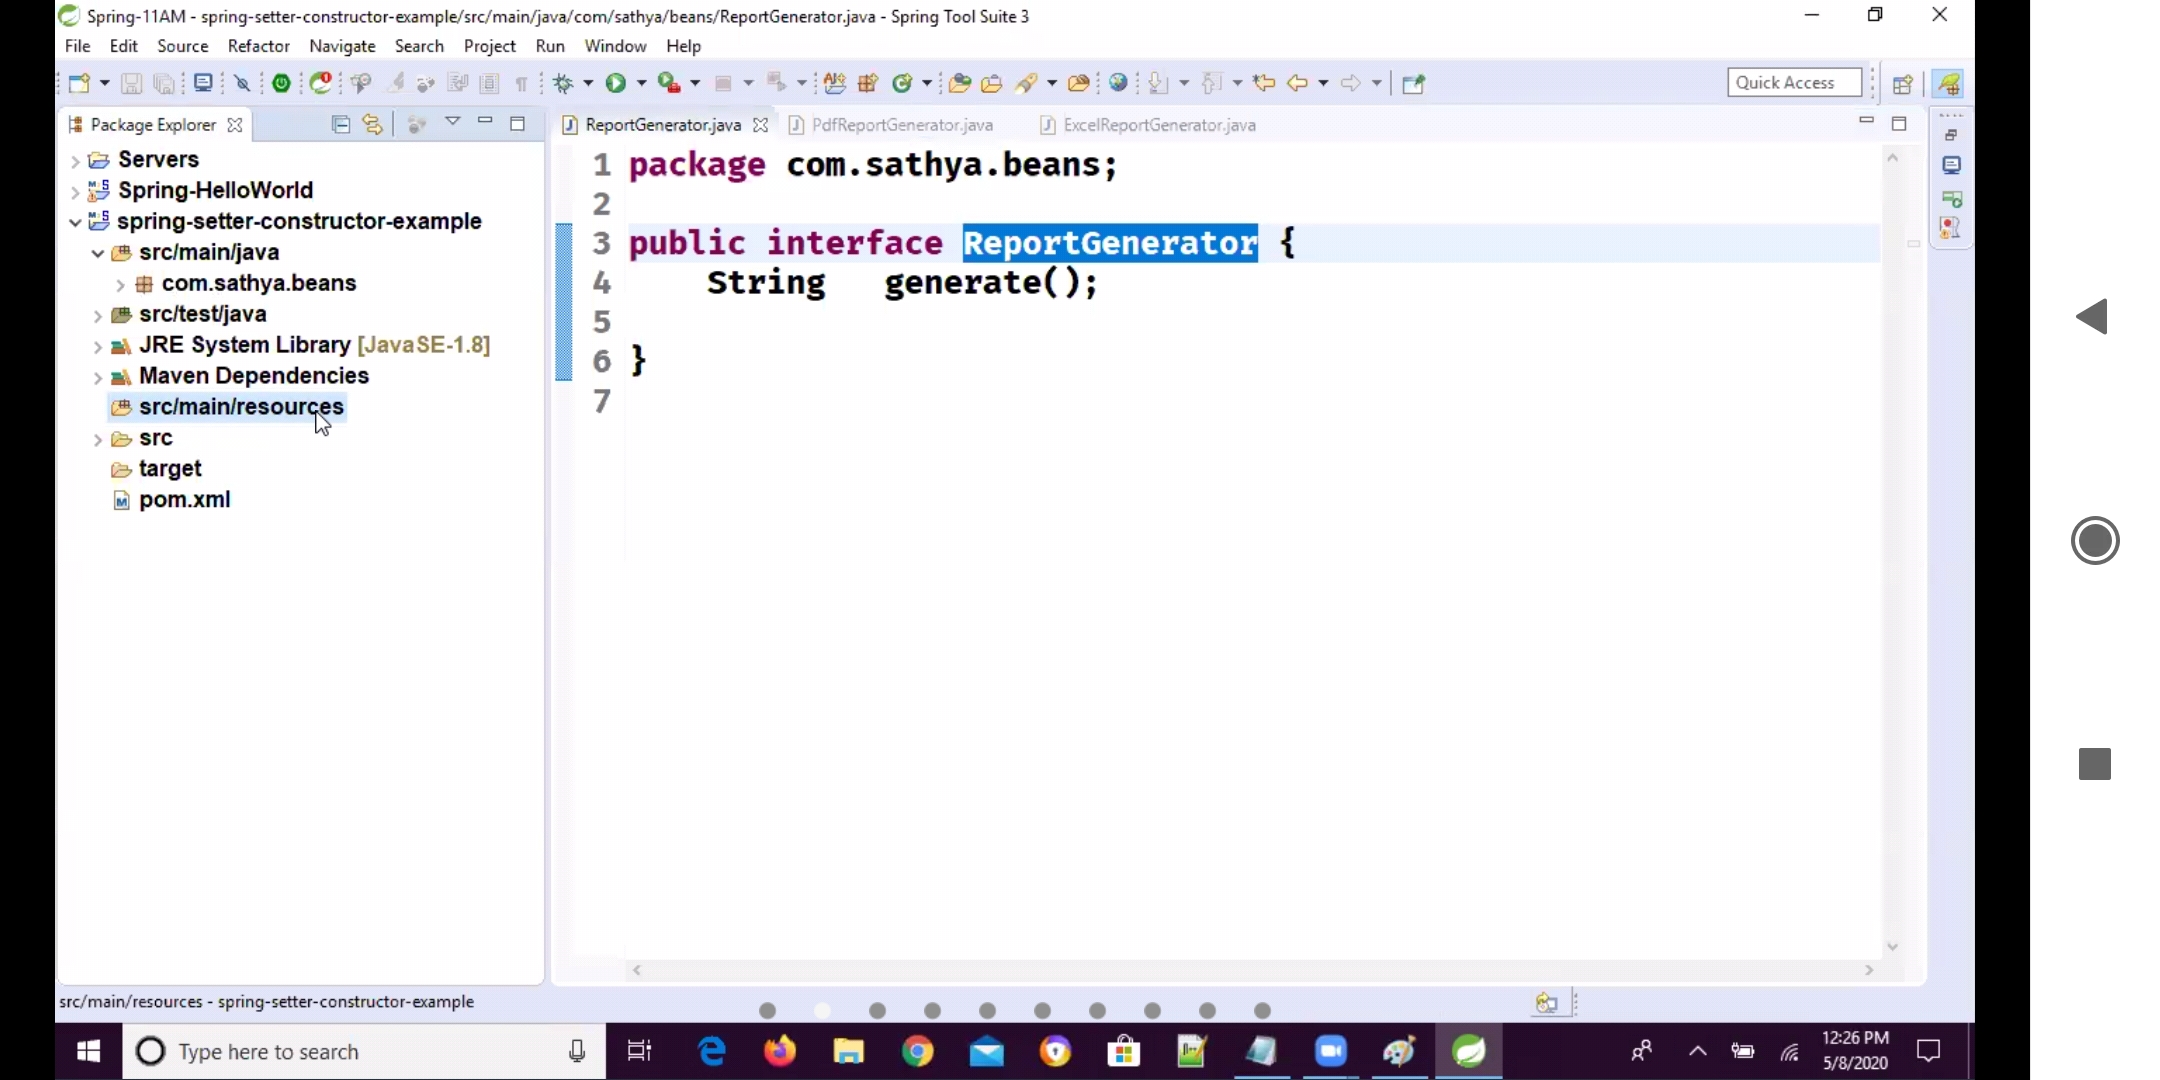 Spring-11AM - spring-setter-constructor-example/src/main/java/com/sathya/beans/ReportGenerator.java - Spring Tool Suite 3
File Edit Source Refactor Navigate Search Project Run Window Help
Quick Access
Package Explorer
ReportGenerator.java PdfReportGenerator.java ExcelReportGenerator.java
Servers
Spring-HelloWorld
spring-setter-constructor-example
src/main/java
com.sathya.beans
src/test/java
JRE System Library [JavaSE-1.8]
Maven Dependencies
src/main/resources
src
target
pom.xml
1 package com.sathya.beans;
2
3 public interface ReportGenerator {
4 String generate();
5
6 }
7
src/main/resources - spring-setter-constructor-example
Type here to search
12:26 PM
5/8/2020